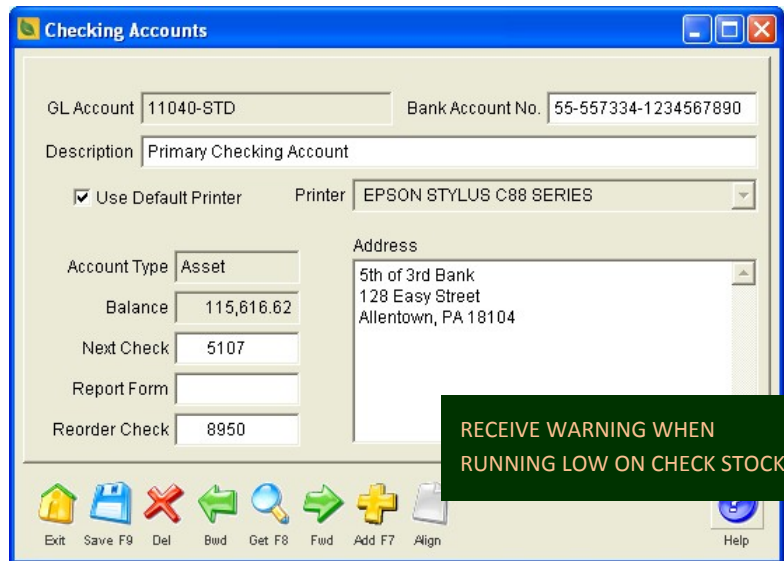 Checking Accounts
GL Account 11040-STD Bank Account No. 55-557334-1234567890
Description Primary Checking Account
Use Default Printer Printer EPSON STYLUS C88 SERIES
Address
Account Type Asset
5th of 3rd Bank
128 Easy Street
Allentown, PA 18104
Balance 115,616.62
Next Check 5107
Report Form
Reorder Check 8950
RECEIVE WARNING WHEN
RUNNING LOW ON CHECK STOCK
Exit Save F9 Del Bwd Get F8 Fwd Add F7 Align Help